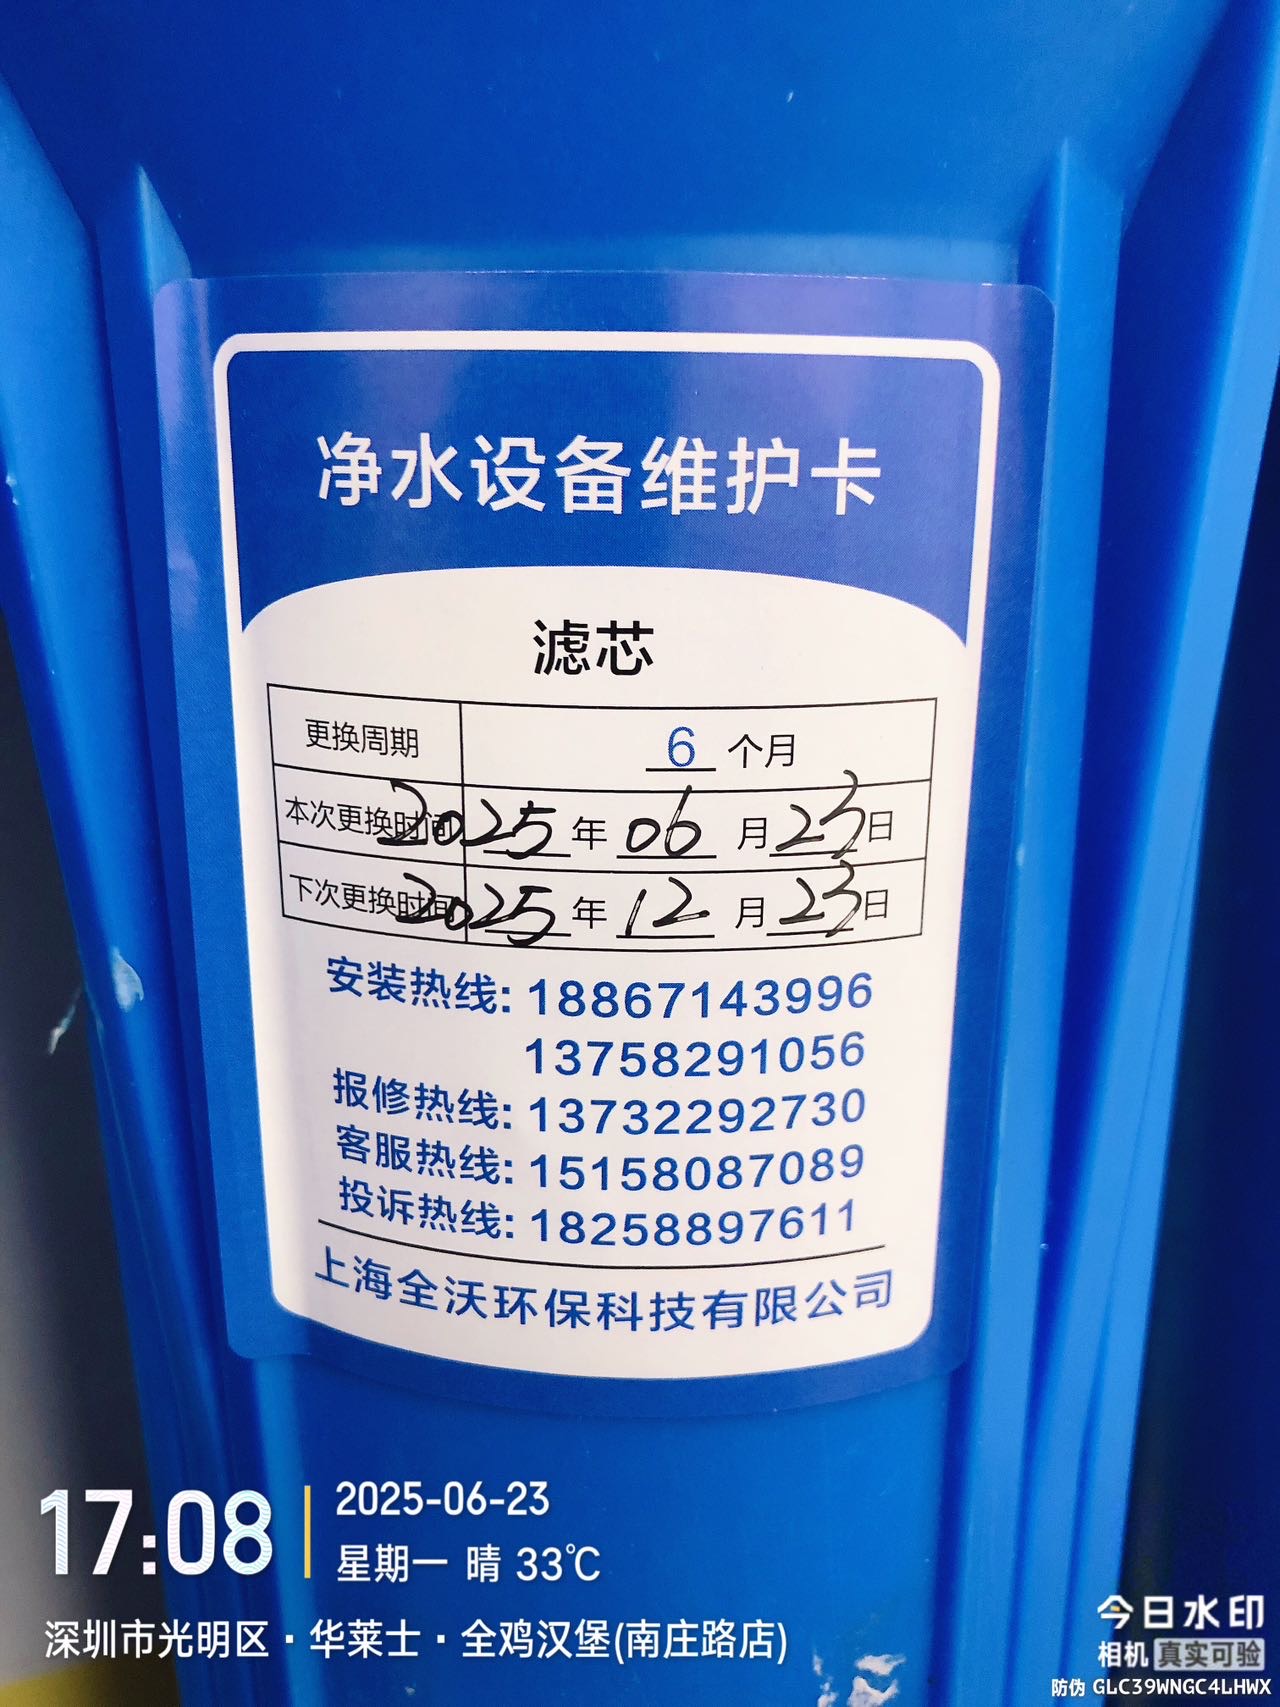 净水设备维护卡
滤芯
更换周期 6 个月
本次更换时间 2025 年 06 月 23 日
下次更换时间 2025 年 12 月 23 日
安装热线: 18867143996
13758291056
报修热线: 13732292730
客服热线: 15158087089
投诉热线: 18258897611
上海全沃环保科技有限公司
17:08
2025-06-23
星期一 晴 33℃
深圳市光明区·华莱士·全鸡汉堡(南庄路店)
今日水印
相机 真实可验
防伪 GLC39WNGC4LHWX